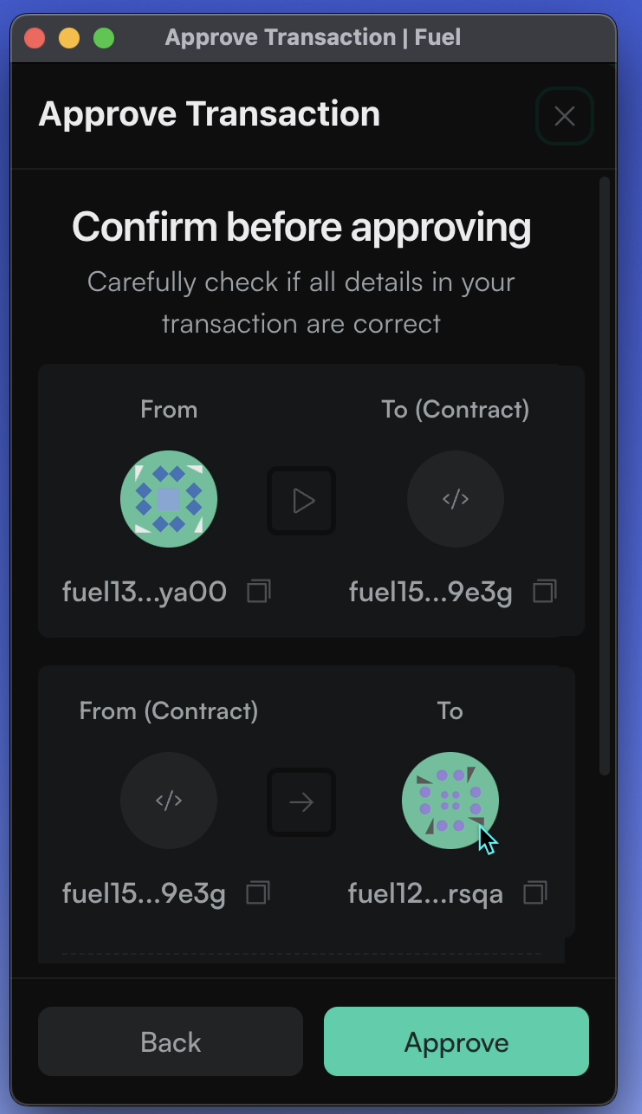 Approve Transaction | Fuel
Approve Transaction
Confirm before approving
Carefully check if all details in your
transaction are correct
From
To (Contract)
</>
fuel13...ya00
fuel15...9e3g
From (Contract)
To
</>
fuel15...9e3g
fuel12...rsqa
Back
Approve